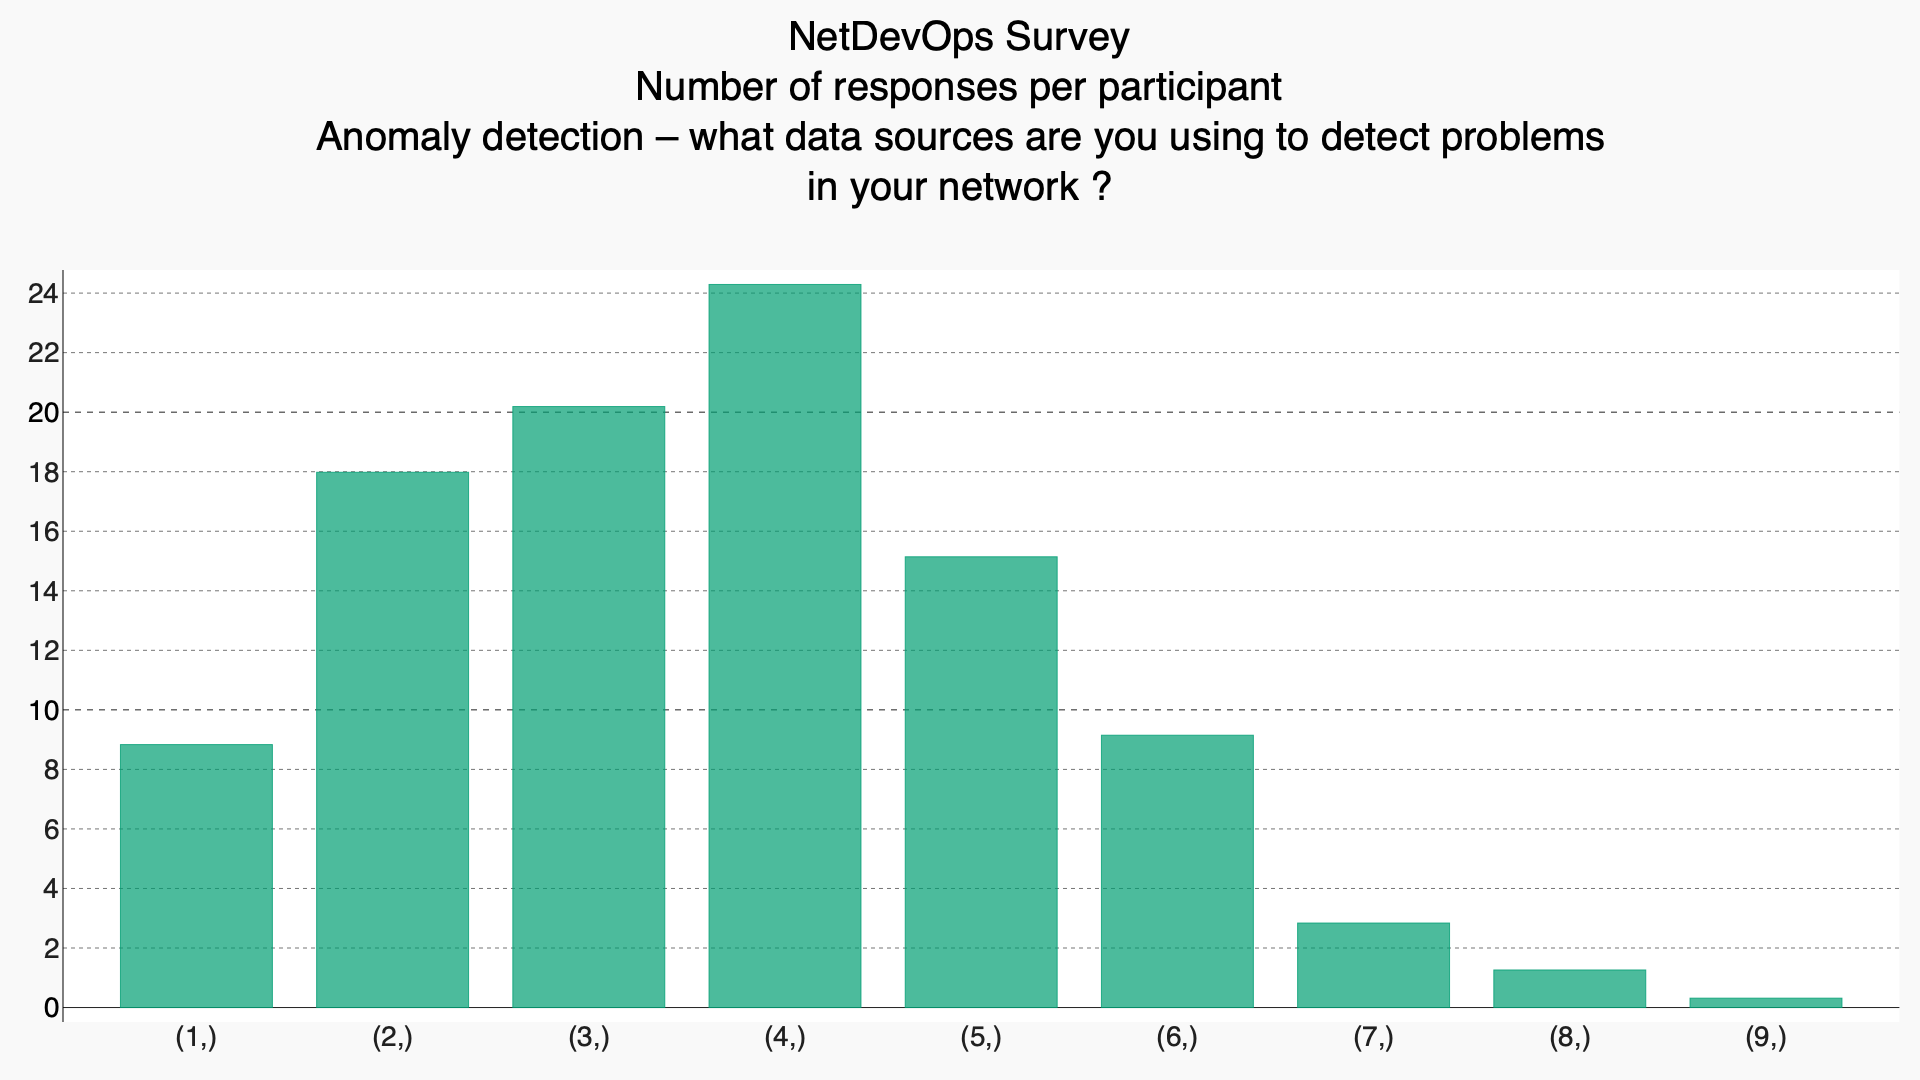 NetDevOps Survey
Number of responses per participant
Anomaly detection – what data sources are you using to detect problems
in your network ?
24
22
20
18
16
14
12
10
8
6
4
2
0
(1,) (2,) (3,) (4,) (5,) (6,) (7,) (8,) (9,)